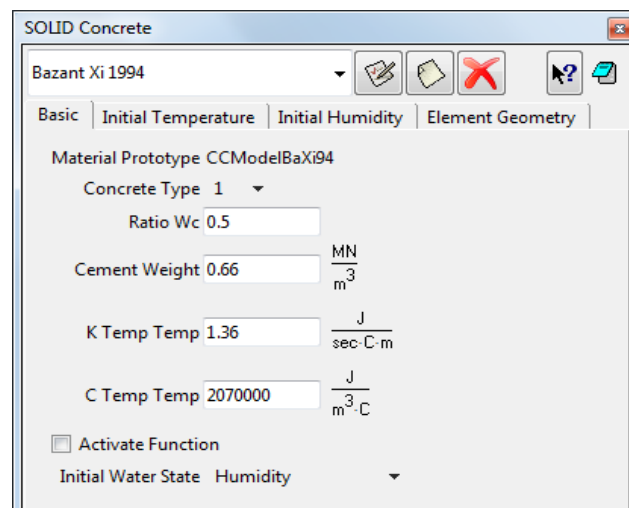 SOLID Concrete
Bazant Xi 1994
Basic Initial Temperature Initial Humidity Element Geometry
Material Prototype CCModelBaXi94
Concrete Type 1
Ratio Wc 0.5
Cement Weight 0.66 MN/m³
K Temp Temp 1.36 J/sec·C·m
C Temp Temp 2070000 J/m³·C
Activate Function
Initial Water State Humidity